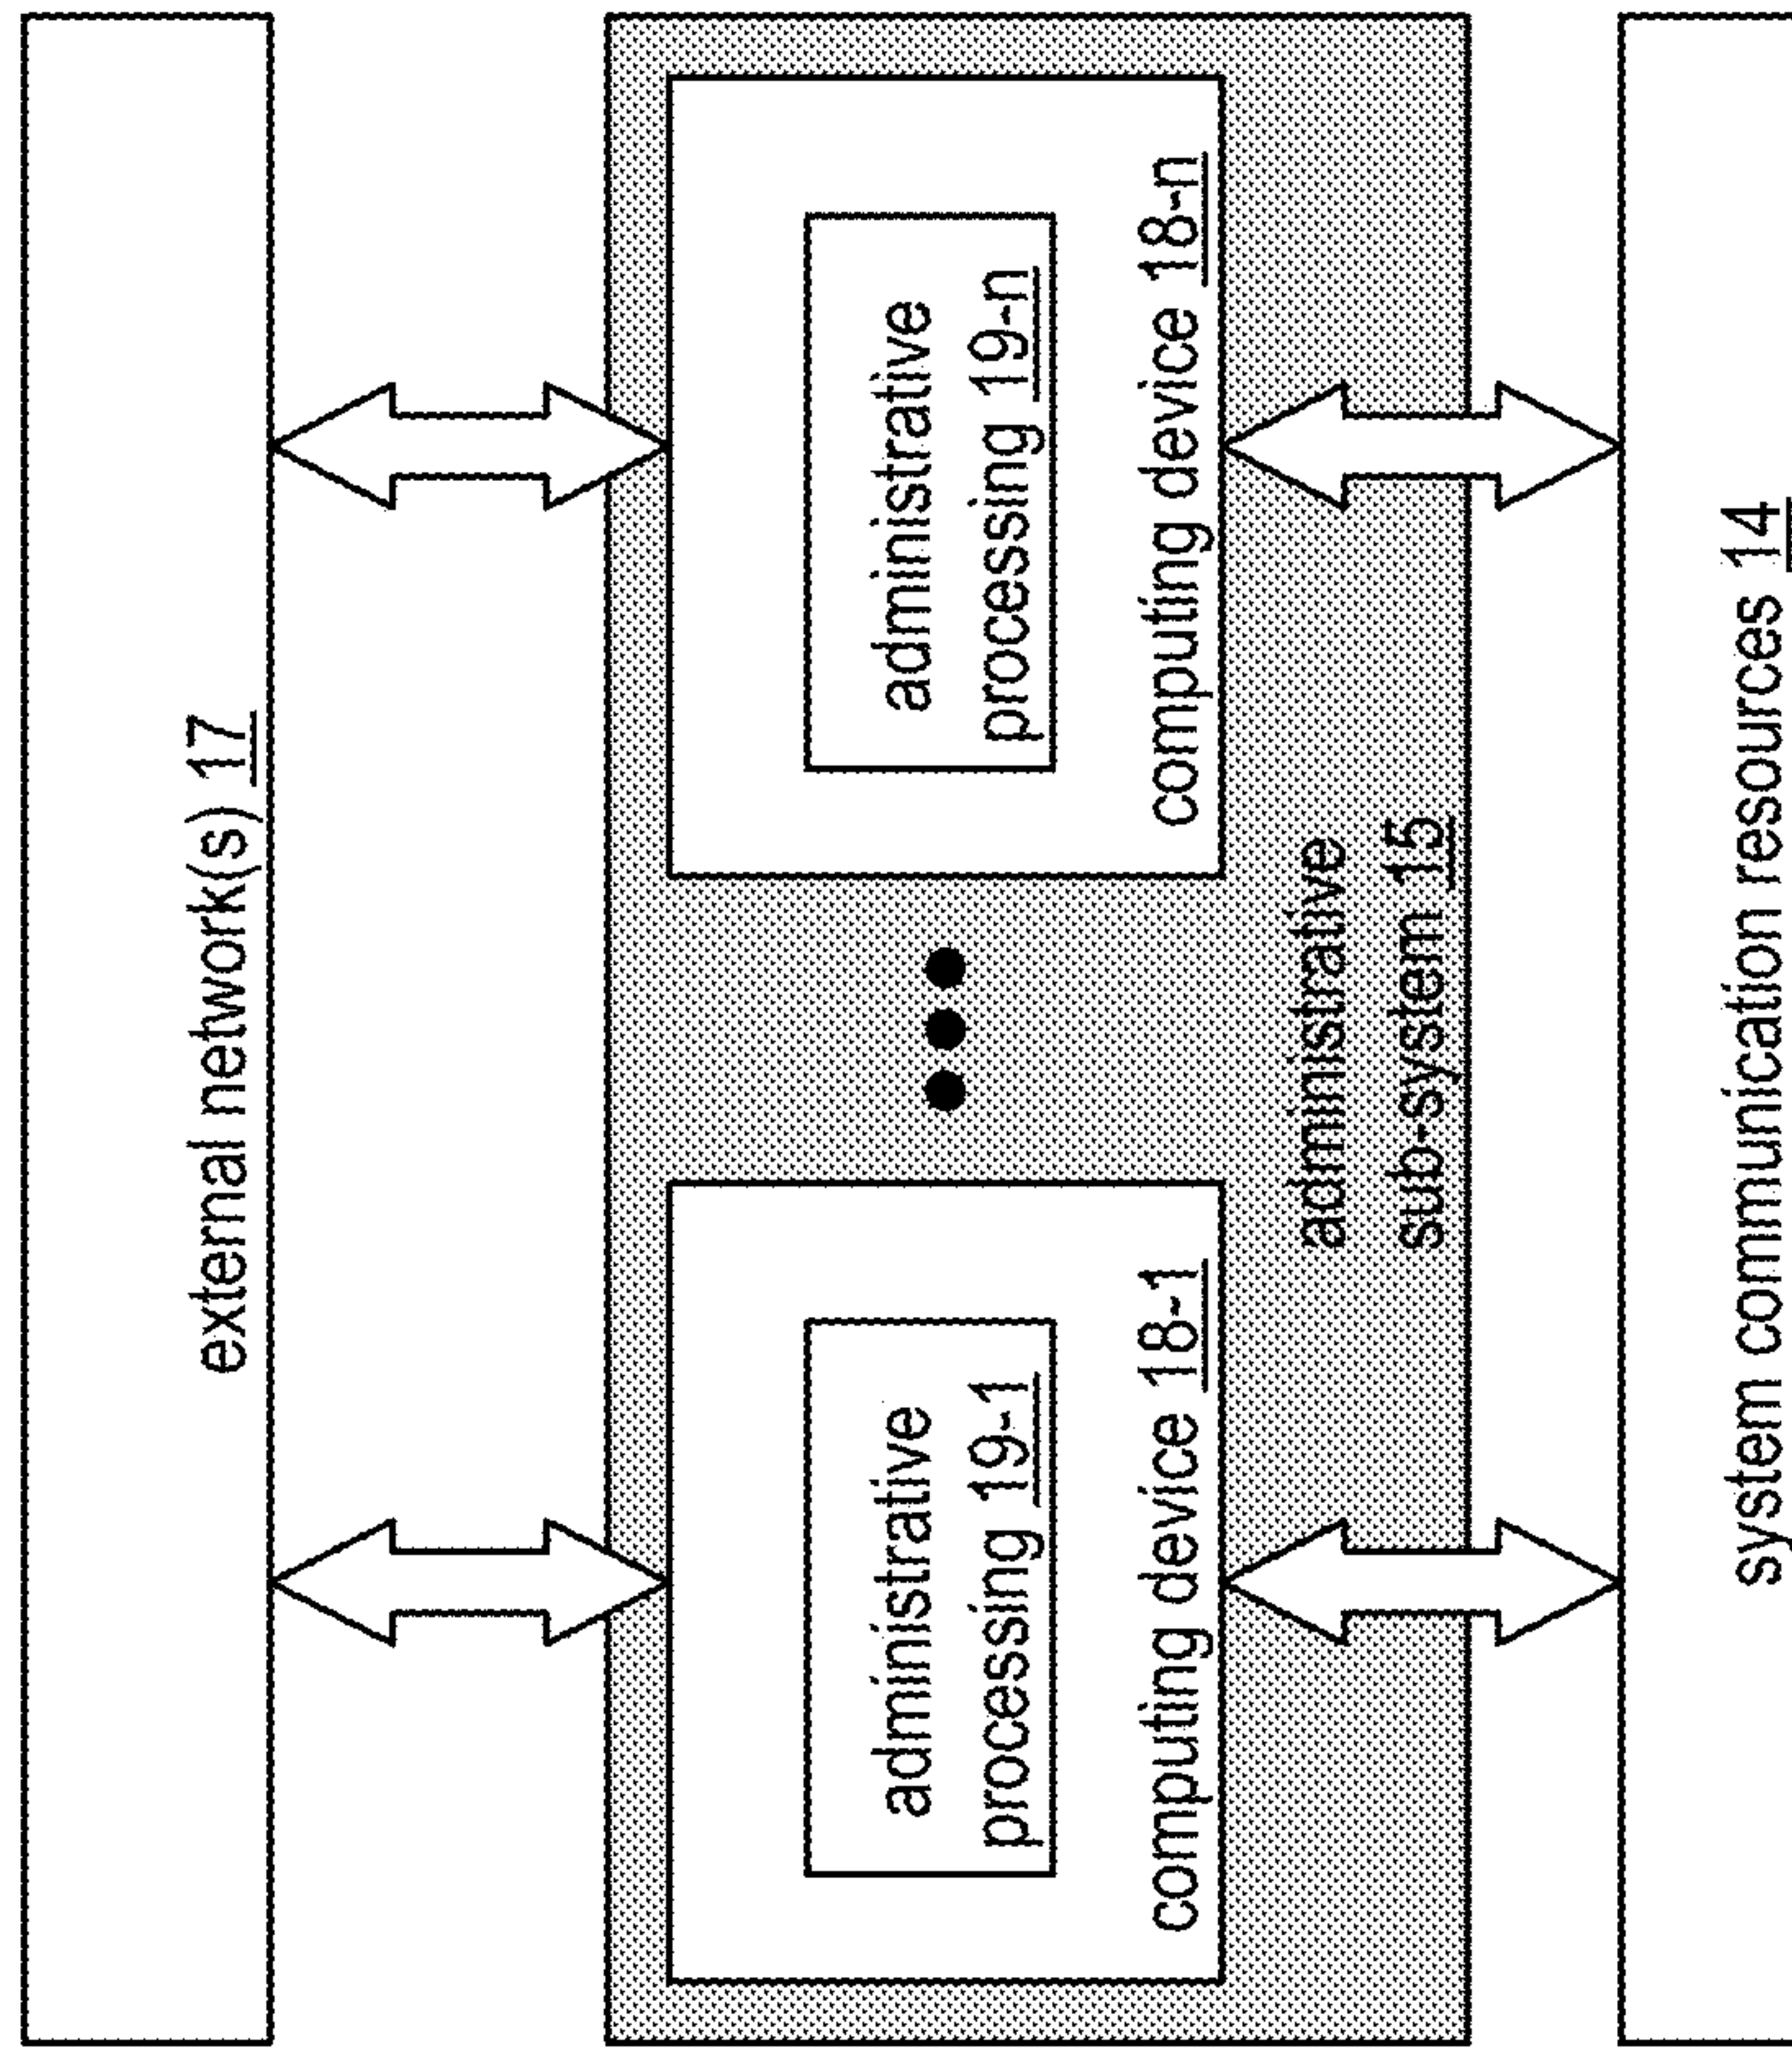 external network(s) 17
administrative
processing 19-1
computing device 18-1
administrative
processing 19-n
computing device 18-n
administrative
sub-system 15
system communication resources 14